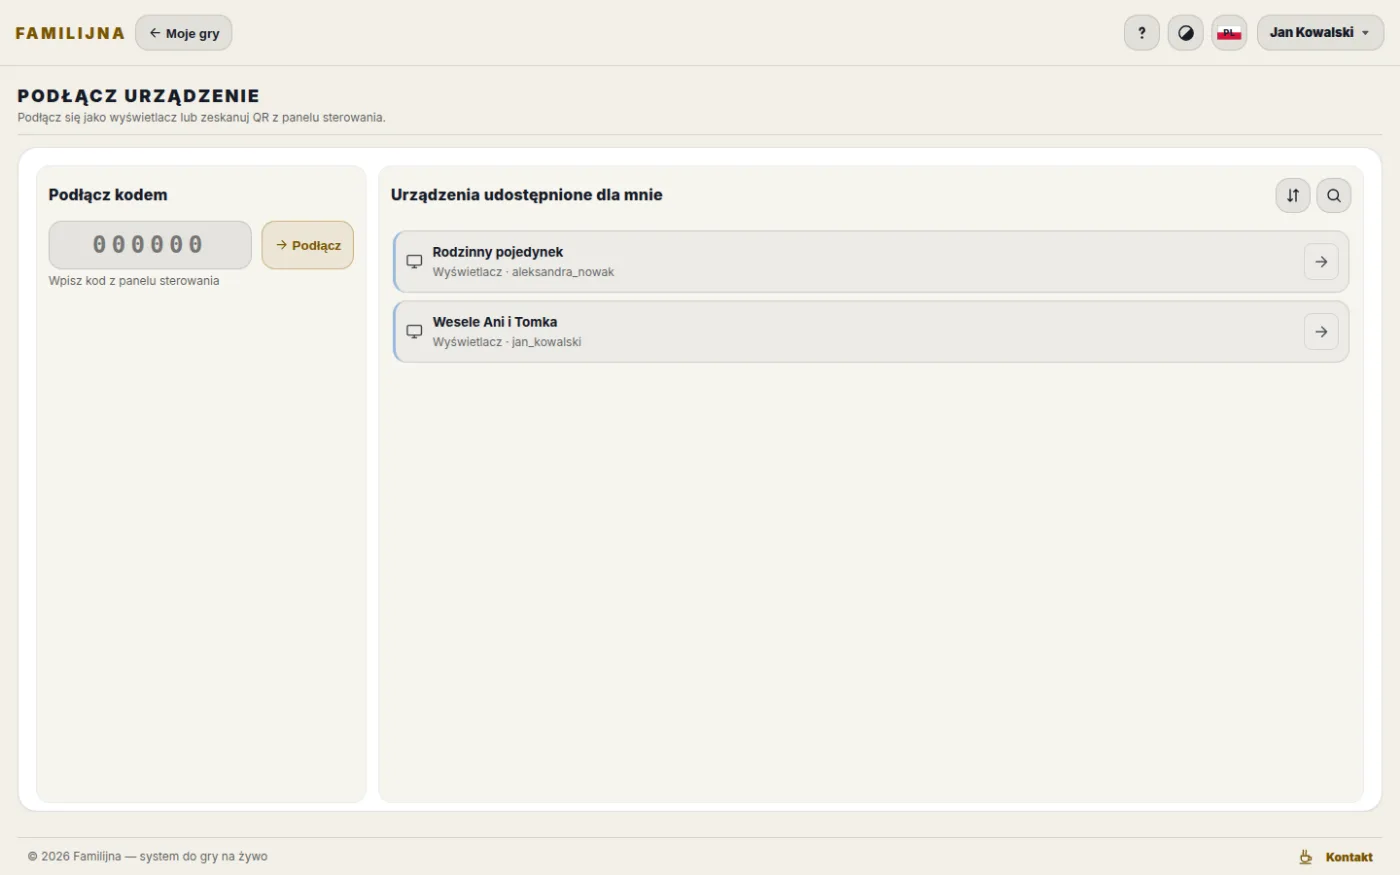 FAMILIJNA
← Moje gry
?
PL
Jan Kowalski
PODŁĄCZ URZĄDZENIE
Podłącz się jako wyświetlacz lub zeskanuj QR z panelu sterowania.
Podłącz kodem
000000
→ Podłącz
Wpisz kod z panelu sterowania
Urządzenia udostępnione dla mnie
Rodzinny pojedynek
Wyświetlacz · aleksandra_nowak
Wesele Ani i Tomka
Wyświetlacz · jan_kowalski
© 2026 Familijna — system do gry na żywo
Kontakt